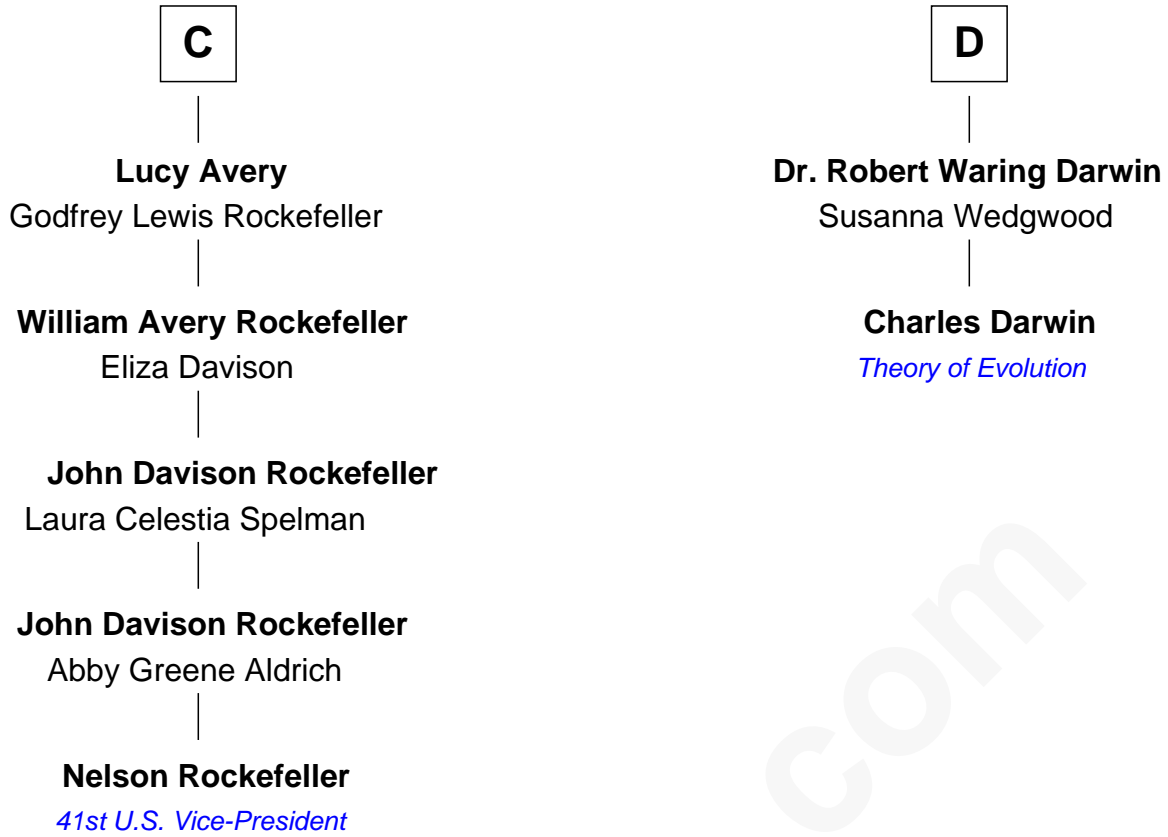 C
Lucy Avery
Godfrey Lewis Rockefeller
William Avery Rockefeller
Eliza Davison
John Davison Rockefeller
Laura Celestia Spelman
John Davison Rockefeller
Abby Greene Aldrich
Nelson Rockefeller
41st U.S. Vice-President
D
Dr. Robert Waring Darwin
Susanna Wedgwood
Charles Darwin
Theory of Evolution
com